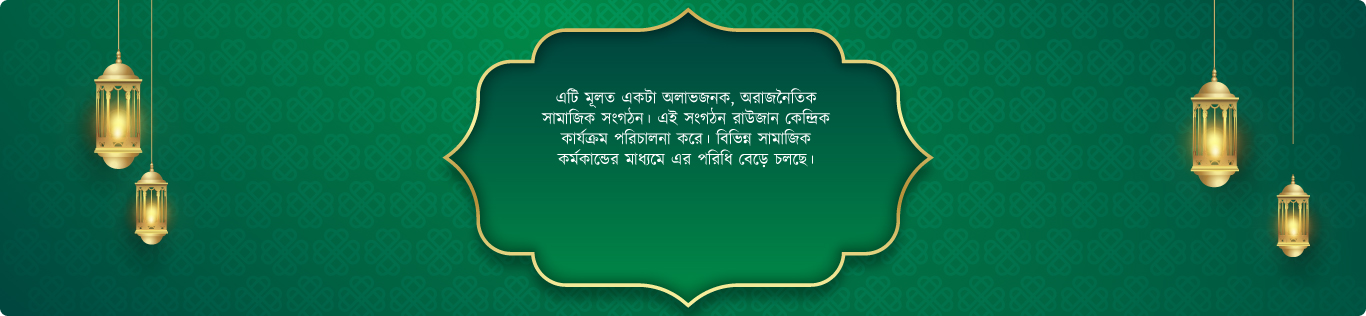 এটি মূলত একটা অলাভজনক, অরাজনৈতিক
সামাজিক সংগঠন। এই সংগঠন রাউজান কেন্দ্রিক
কার্যক্রম পরিচালনা করে। বিভিন্ন সামাজিক
কর্মকান্ডের মাধ্যমে এর পরিধি বেড়ে চলছে।